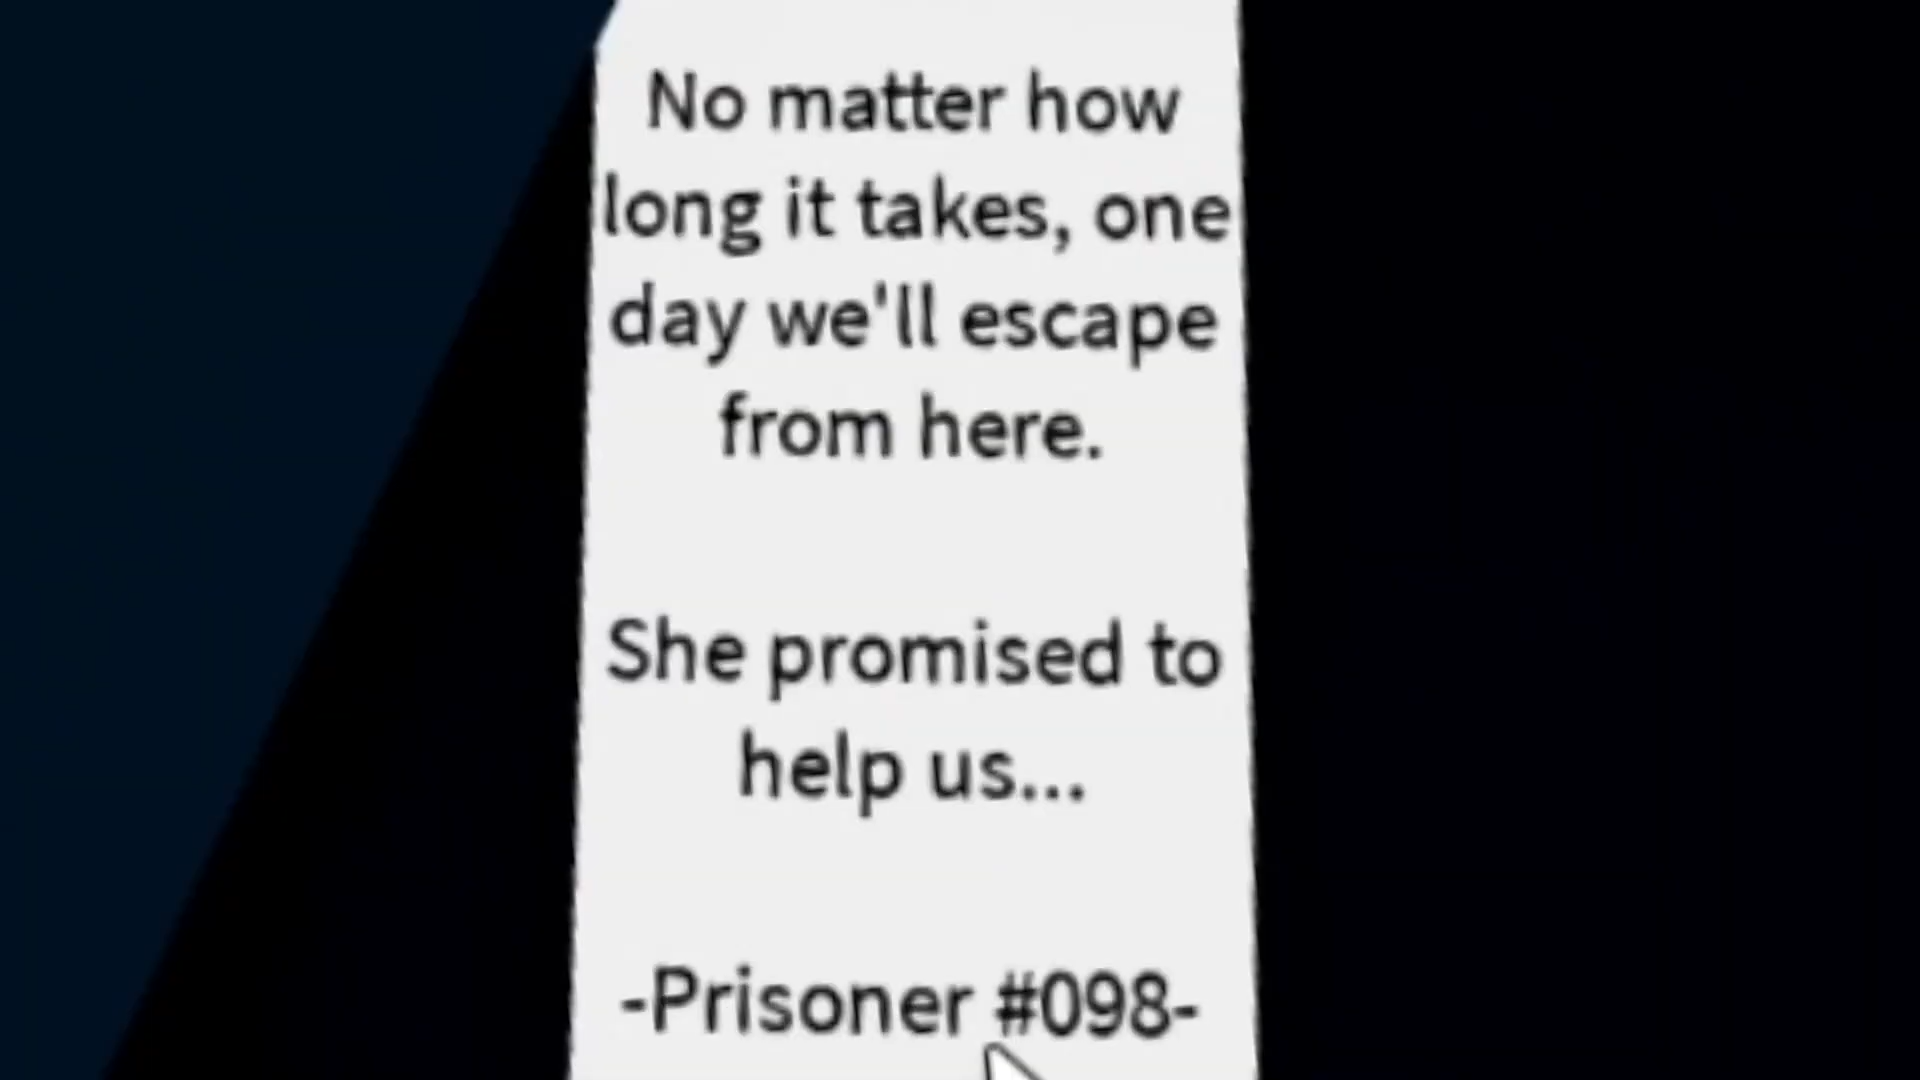 No matter how
long it takes, one
day we'll escape
from here.
She promised to
help us...
-Prisoner #098-